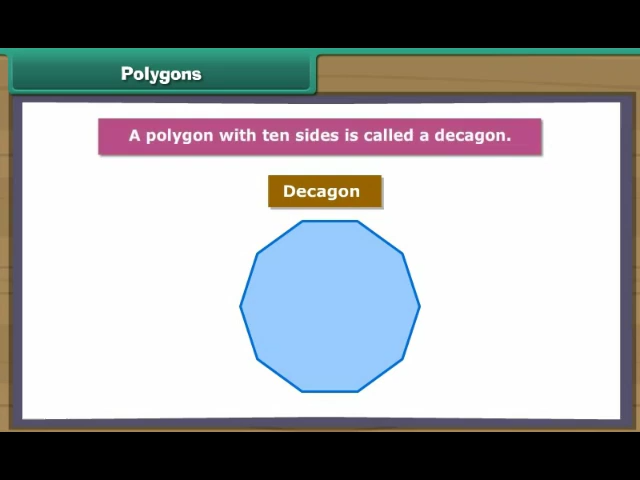 Polygons
A polygon with ten sides is called a decagon.
Decagon